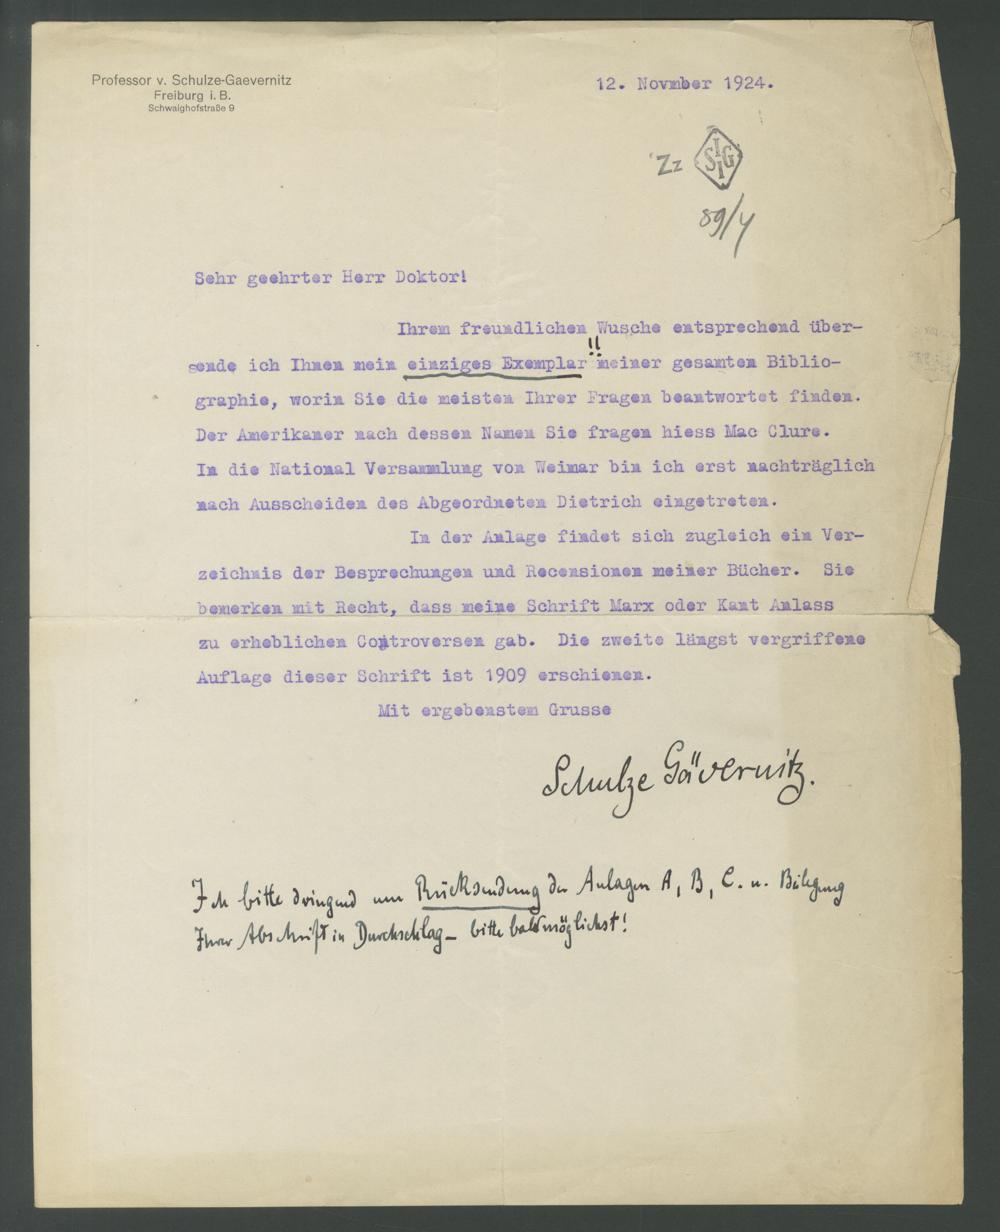 Professor v. Schulze-Gaevernitz
Freiburg i. B.
Schwaighofstraße 9
12. Novmber 1924.
Zz SIIG
89/4
Sehr geehrter Herr Doktor!
Ihrem freundlichen Wusche entsprechend über-
sende ich Ihnen mein einziges Exemplar!! meiner gesamten Biblio-
graphie, worin Sie die meisten Ihrer Fragen beantwortet finden.
Der Amerikaner nach dessen Namen Sie fragen hiess Mac Clure.
In die National Versammlung von Weimar bin ich erst nachträglich
nach Ausscheiden des Abgeordneten Dietrich eingetreten.
In der Anlage findet sich zugleich ein Ver-
zeichnis der Besprechungen und Recensionen meiner Bücher. Sie
bemerken mit Recht, dass meine Schrift Marx oder Kant Anlass
zu erheblichen Controversen gab. Die zweite längst vergriffene
Auflage dieser Schrift ist 1909 erschienen.
Mit ergebenstem Grusse
Schulze Gävernitz.
Ich bitte dringend um Rücksendung der Anlagen A, B, C. u.
Ihrer Abschrift in Durchschlag – bitte baldmöglichst!